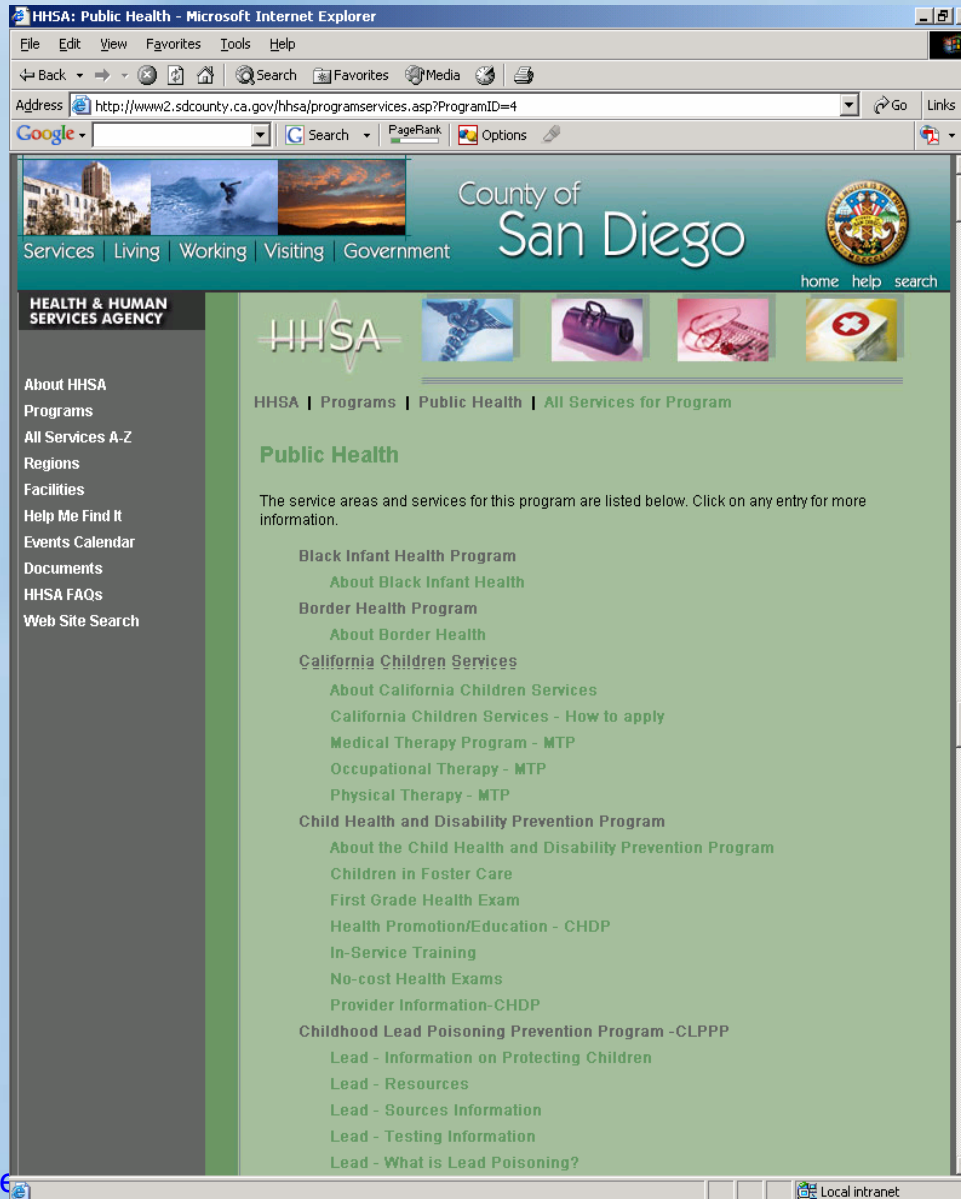 HHSA: Public Health - Microsoft Internet Explorer
File Edit View Favorites Tools Help
Back Search Favorites Media
Address http://www2.sdcounty.ca.gov/hhsa/programservices.asp?ProgramID=4 Go Links
Google Search PageRank Options
County of
San Diego
Services | Living | Working | Visiting | Government
home help search
HEALTH & HUMAN
SERVICES AGENCY
About HHSA
Programs
All Services A-Z
Regions
Facilities
Help Me Find It
Events Calendar
Documents
HHSA FAQs
Web Site Search
HHSA
HHSA | Programs | Public Health | All Services for Program
Public Health
The service areas and services for this program are listed below. Click on any entry for more
information.
Black Infant Health Program
About Black Infant Health
Border Health Program
About Border Health
California Children Services
About California Children Services
California Children Services - How to apply
Medical Therapy Program - MTP
Occupational Therapy - MTP
Physical Therapy - MTP
Child Health and Disability Prevention Program
About the Child Health and Disability Prevention Program
Children in Foster Care
First Grade Health Exam
Health Promotion/Education - CHDP
In-Service Training
No-cost Health Exams
Provider Information-CHDP
Childhood Lead Poisoning Prevention Program -CLPPP
Lead - Information on Protecting Children
Lead - Resources
Lead - Sources Information
Lead - Testing Information
Lead - What is Lead Poisoning?
Local intranet